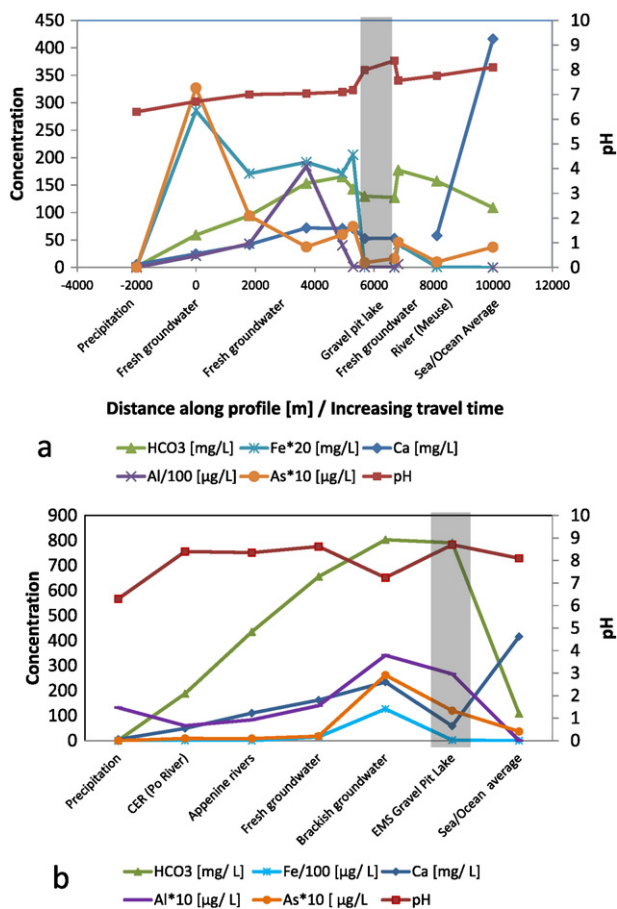 450
400
350
300
250
200
150
100
50
0
Concentration
10
9
8
7
6
5
4
3
2
1
0
pH
-4000 -2000 0 2000 4000 6000 8000 10000 12000
Precipitation
Fresh groundwater
Fresh groundwater
Gravel pit lake
Fresh groundwater
River (Meuse)
Sea/Ocean Average
Distance along profile [m] / Increasing travel time
a
HCO3 [mg/L] Fe*20 [mg/L] Ca [mg/L]
Al/100 [µg/L] As*10 [µg/L] pH
900
800
700
600
500
400
300
200
100
0
Concentration
10
9
8
7
6
5
4
3
2
1
0
pH
Precipitation
CER (Po River)
Appenine rivers
Fresh groundwater
Brackish groundwater
EMS Gravel Pit Lake
Sea/Ocean average
b
HCO3 [mg/ L] Fe/100 [µg/ L] Ca [mg/ L]
Al*10 [µg/ L] As*10 [ µg/L pH